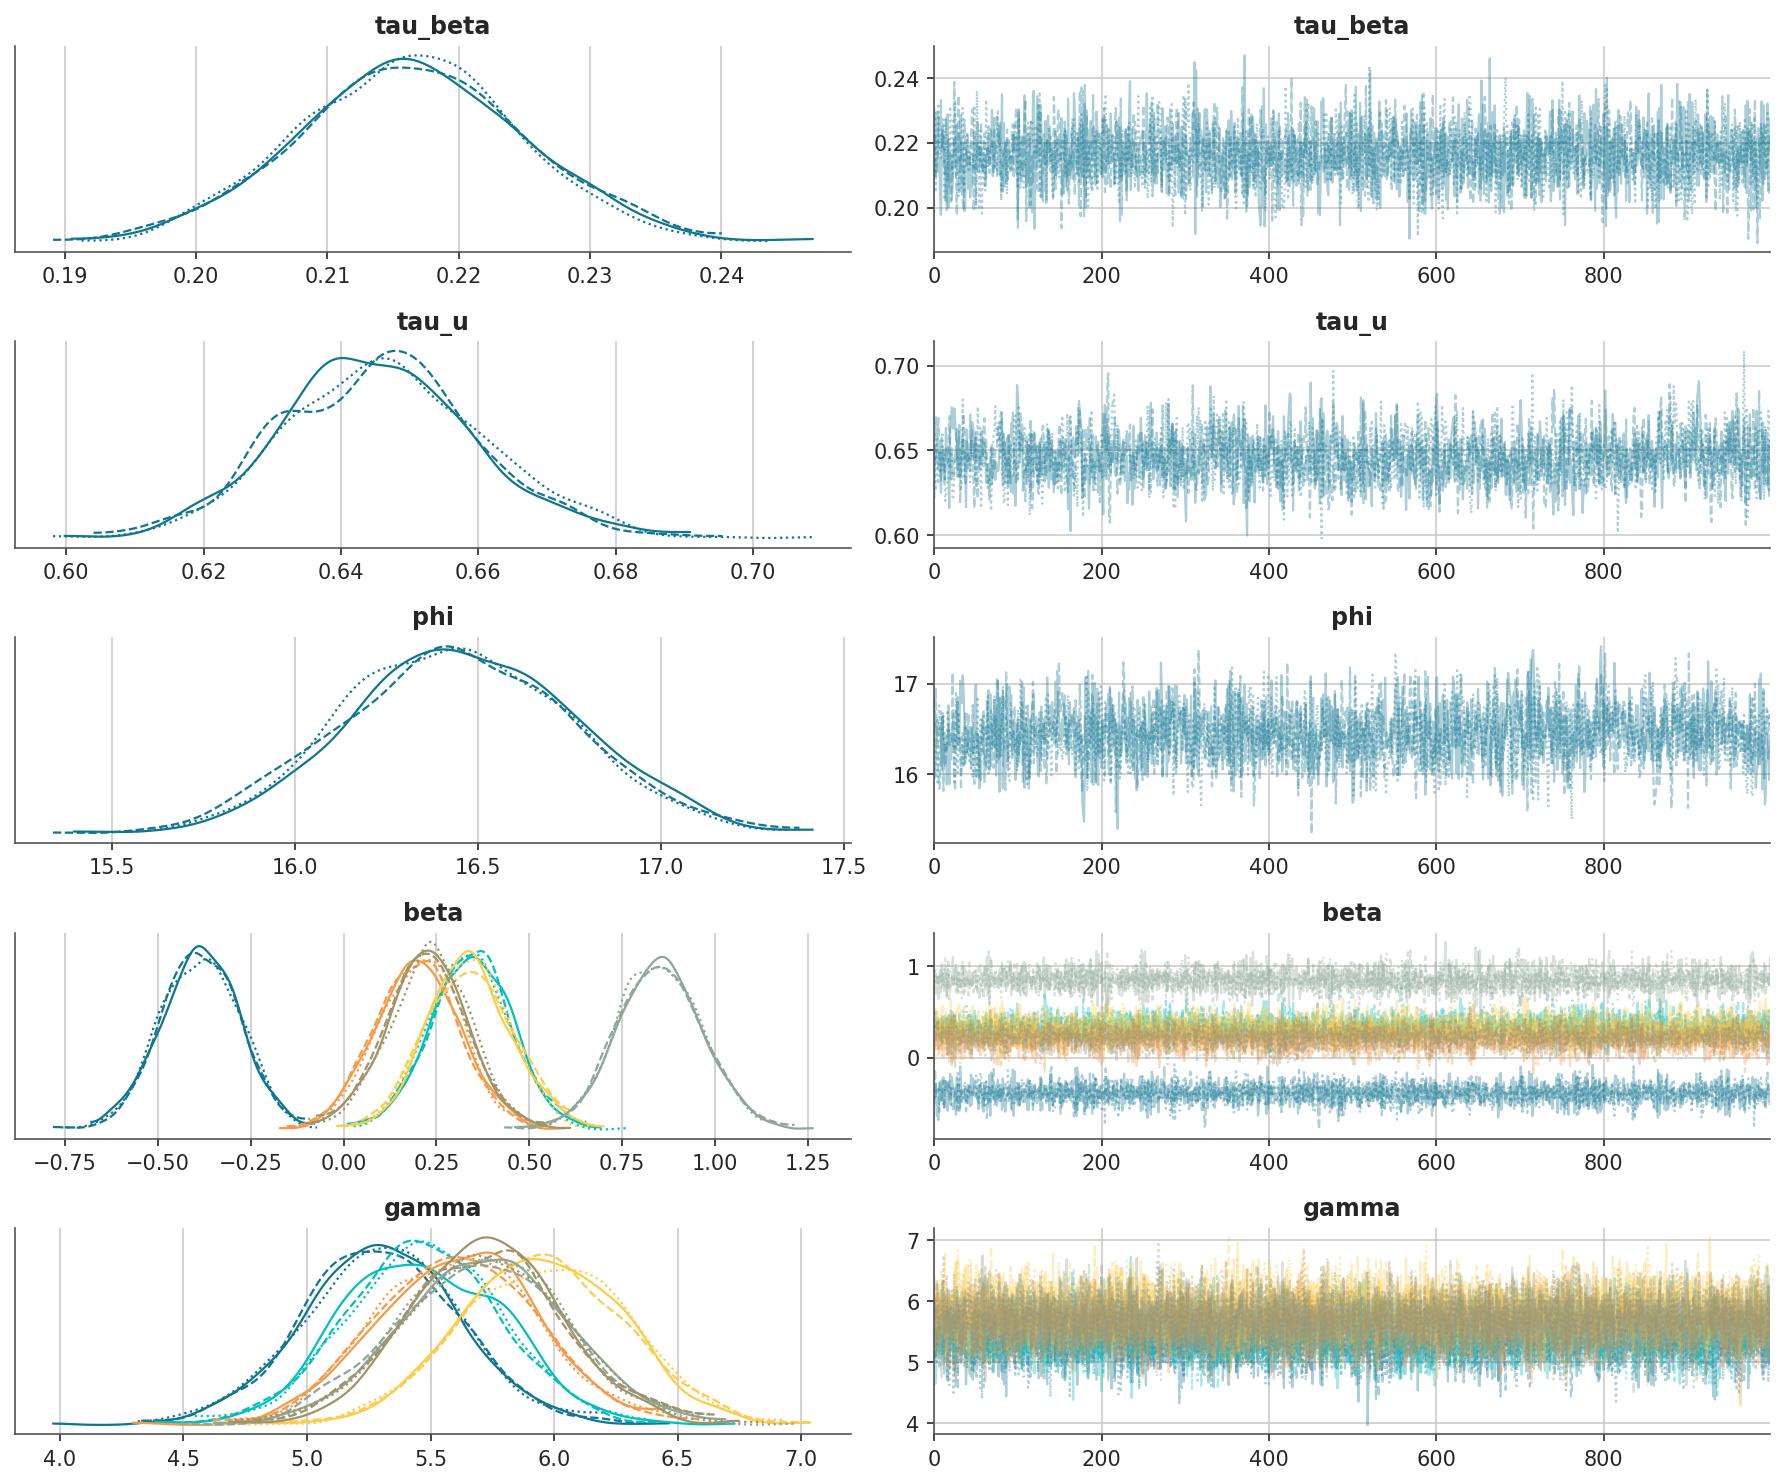 tau_beta
0.19 0.20 0.21 0.22 0.23 0.24
tau_beta
0.24
0.22
0.20
0 200 400 600 800
tau_u
0.60 0.62 0.64 0.66 0.68 0.70
tau_u
0.70
0.65
0.60
0 200 400 600 800
phi
15.5 16.0 16.5 17.0 17.5
phi
17
16
0 200 400 600 800
beta
−0.75 −0.50 −0.25 0.00 0.25 0.50 0.75 1.00 1.25
beta
1
0
0 200 400 600 800
gamma
4.0 4.5 5.0 5.5 6.0 6.5 7.0
gamma
7
6
5
4
0 200 400 600 800